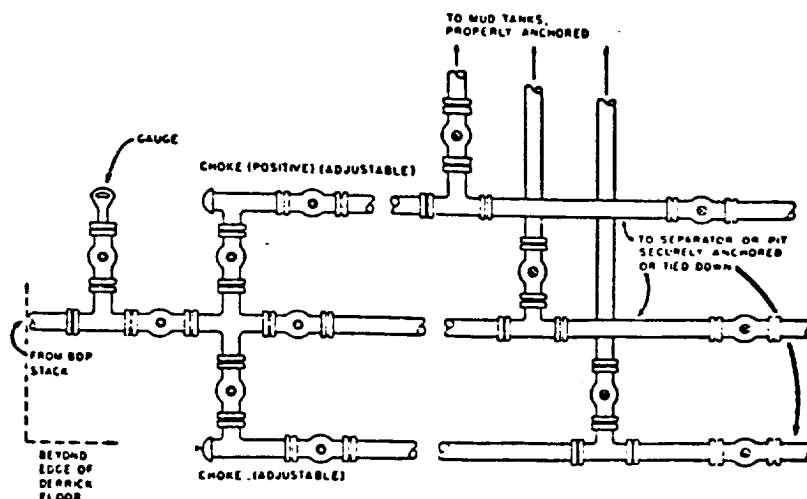 TO MUD TANKS,
PROPERLY ANCHORED
GAUGE
CHOKE (POSITIVE) (ADJUSTABLE)
TO SEPARATOR OR PIT
SECURELY ANCHORED
OR TIED DOWN
FROM BOP
STACK
CHOKE (ADJUSTABLE)
BEYOND
EDGE OF
DERRICK
FLOOR